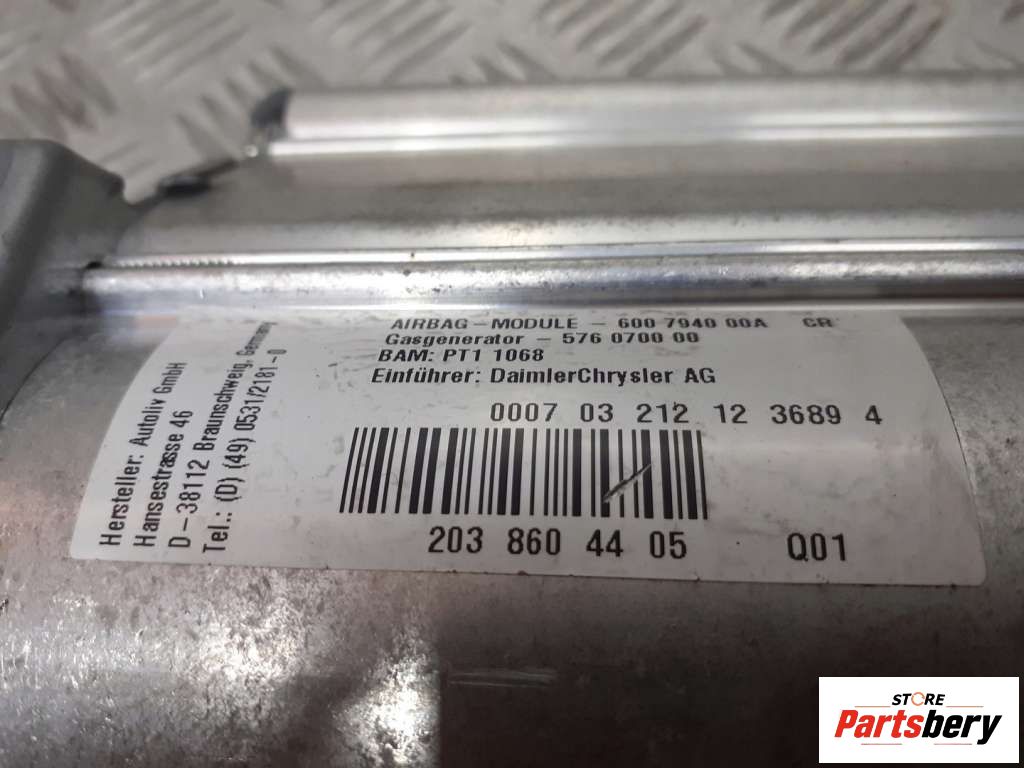 Hersteller: Autoliv GmbH
Hansestrasse 46
D-38112 Braunschweig, Germany
Tel.: (D) (49) 0531/2181-0
AIRBAG-MODULE - 600 7940 00A CR
Gasgenerator - 576 0700 00
BAM: PT1 1068
Einführer: DaimlerChrysler AG
0007 03 212 12 3689 4
203 860 44 05 Q01
STORE
Partsbery